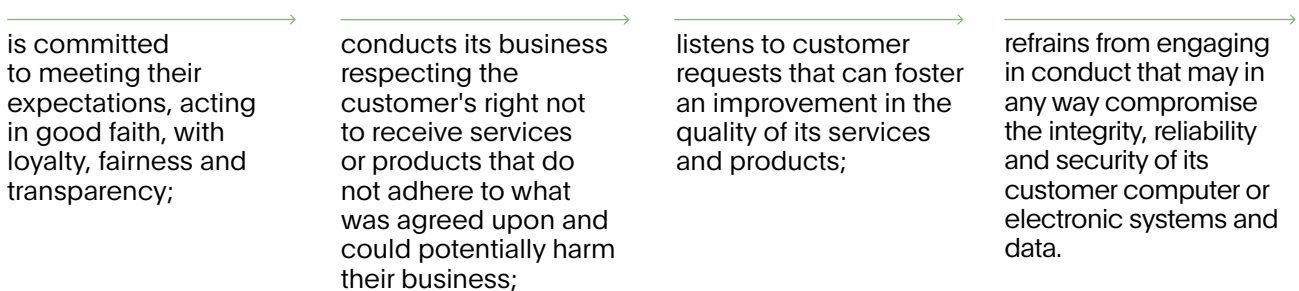 is committed
to meeting their
expectations, acting
in good faith, with
loyalty, fairness and
transparency;
conducts its business
respecting the
customer's right not
to receive services
or products that do
not adhere to what
was agreed upon and
could potentially harm
their business;
listens to customer
requests that can foster
an improvement in the
quality of its services
and products;
refrains from engaging
in conduct that may in
any way compromise
the integrity, reliability
and security of its
customer computer or
electronic systems and
data.